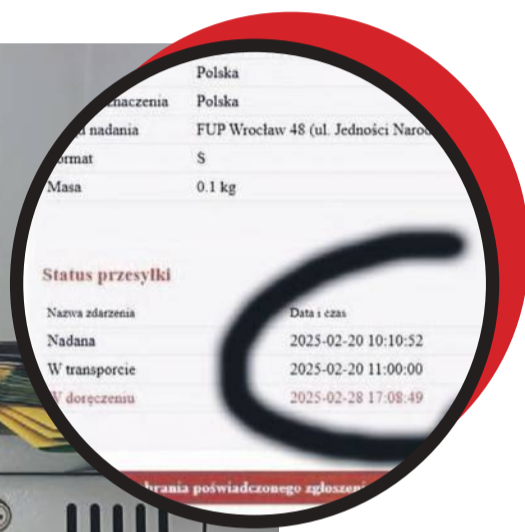 Polska
Polska
nadania FUP Wrocław 48 (ul. Jedności
S
Masa 0.1 kg
Status przesyłki
Nazwa zdarzenia Data i czas
Nadana 2025-02-20 10:10:52
W transporcie 2025-02-20 11:00:00
W doręczeniu 2025-02-28 17:08:49
poświadczonego